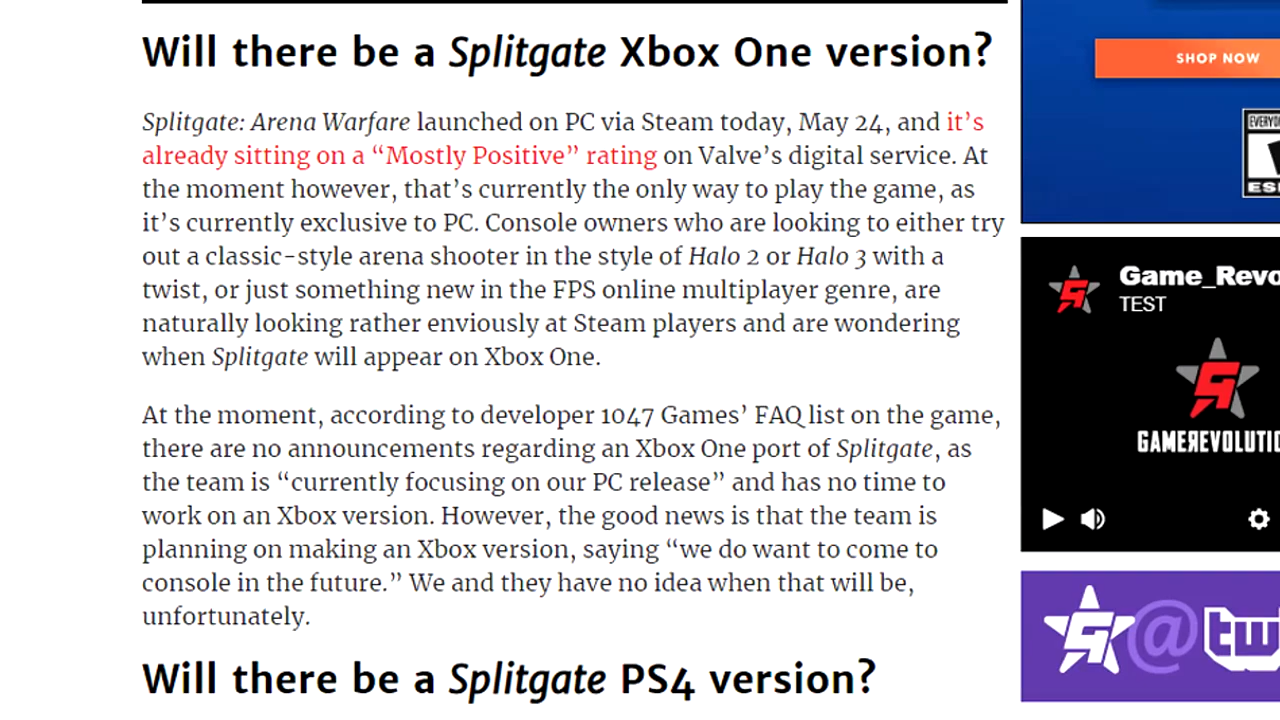 Will there be a Splitgate Xbox One version?
Splitgate: Arena Warfare launched on PC via Steam today, May 24, and it’s
already sitting on a “Mostly Positive” rating on Valve’s digital service. At
the moment however, that’s currently the only way to play the game, as
it’s currently exclusive to PC. Console owners who are looking to either try
out a classic-style arena shooter in the style of Halo 2 or Halo 3 with a
twist, or just something new in the FPS online multiplayer genre, are
naturally looking rather enviously at Steam players and are wondering
when Splitgate will appear on Xbox One.
At the moment, according to developer 1047 Games’ FAQ list on the game,
there are no announcements regarding an Xbox One port of Splitgate, as
the team is “currently focusing on our PC release” and has no time to
work on an Xbox version. However, the good news is that the team is
planning on making an Xbox version, saying “we do want to come to
console in the future.” We and they have no idea when that will be,
unfortunately.
Will there be a Splitgate PS4 version?
SHOP NOW
Game_Revo
TEST
GAMEREVOLUTI
@